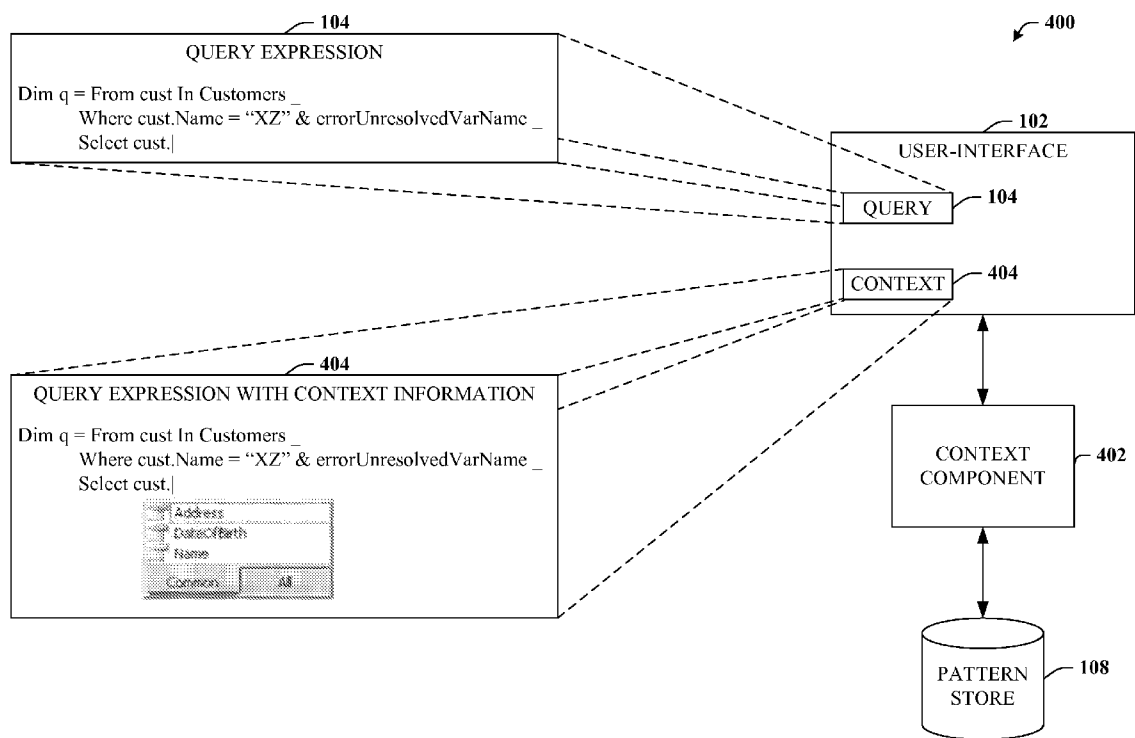 104
QUERY EXPRESSION
Dim q = From cust In Customers _
Where cust.Name = “XZ” & errorUnresolvedVarName _
Select cust.|
400
102
USER-INTERFACE
QUERY
104
CONTEXT
404
404
QUERY EXPRESSION WITH CONTEXT INFORMATION
Dim q = From cust In Customers _
Where cust.Name = “XZ” & errorUnresolvedVarName _
Select cust.|
Address
DateOfBirth
Name
Common
All
CONTEXT
COMPONENT
402
PATTERN
STORE
108